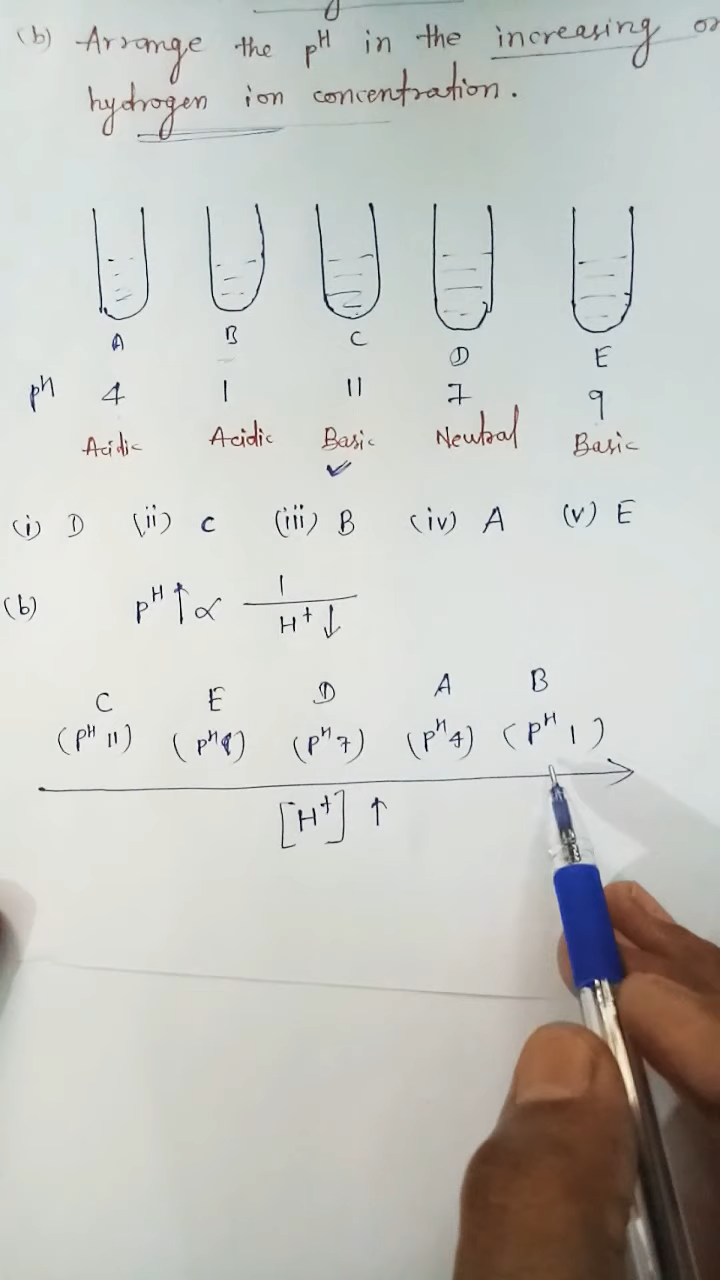 (b) Arrange the pH in the increasing or
hydrogen ion concentration.
A B C D E
pH 4 1 11 7 9
Acidic Acidic Basic Neutral Basic
(i) D (ii) C (iii) B (iv) A (v) E
(b) pH ↑ ∝ 1 / H+ ↓
C E D A B
(pH 11) (pH 9) (pH 7) (pH 4) (pH 1)
[H+] ↑